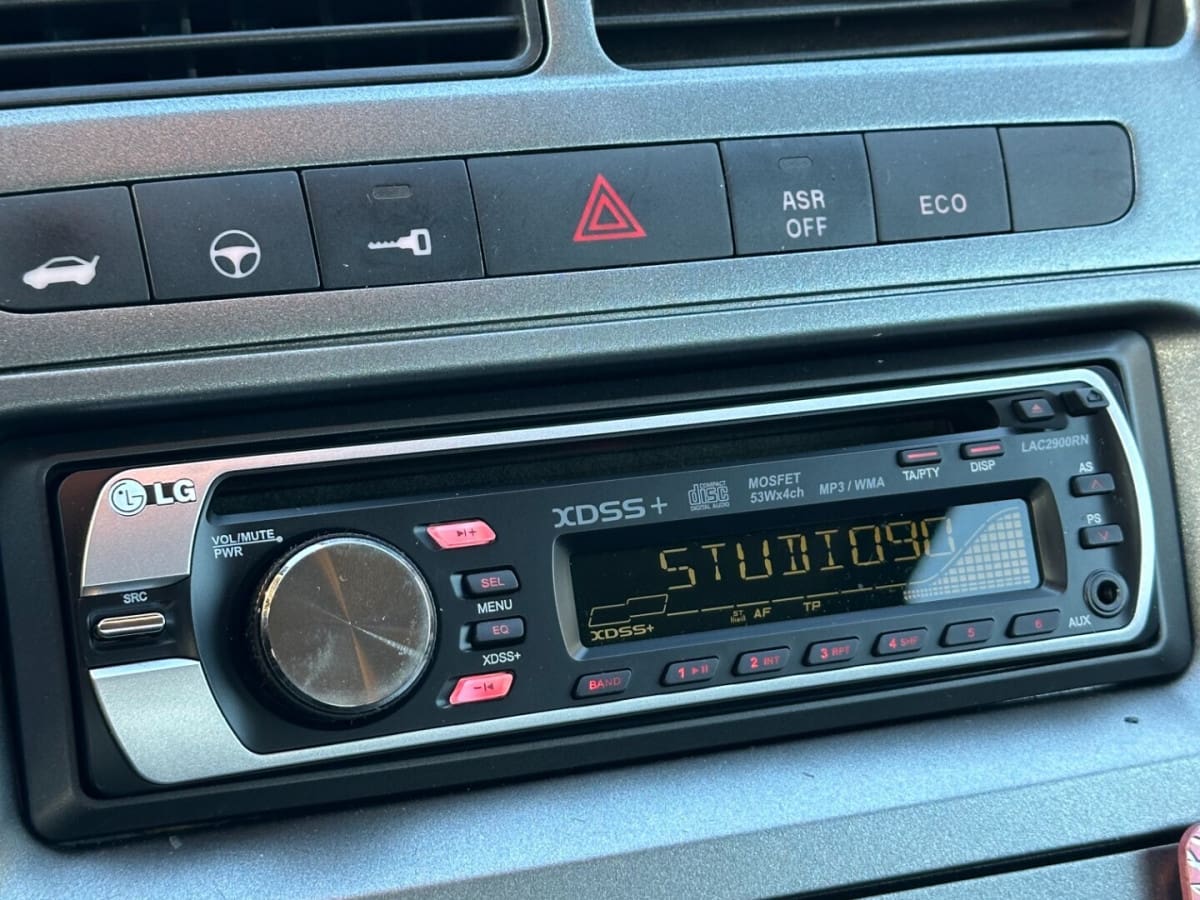 ASR
OFF
ECO
LG
VOL/MUTE
PWR
SRC
SEL
MENU
EQ
XDSS+
XDSS+
COMPACT
disc
DIGITAL AUDIO
MOSFET
53Wx4ch
MP3 / WMA
TA/PTY
DISP
LAC2900RN
AS
PS
STUDIO90
XDSS+
ST
AF
TP
BAND
1
2 INT
3 RPT
4 SHF
5
6
AUX